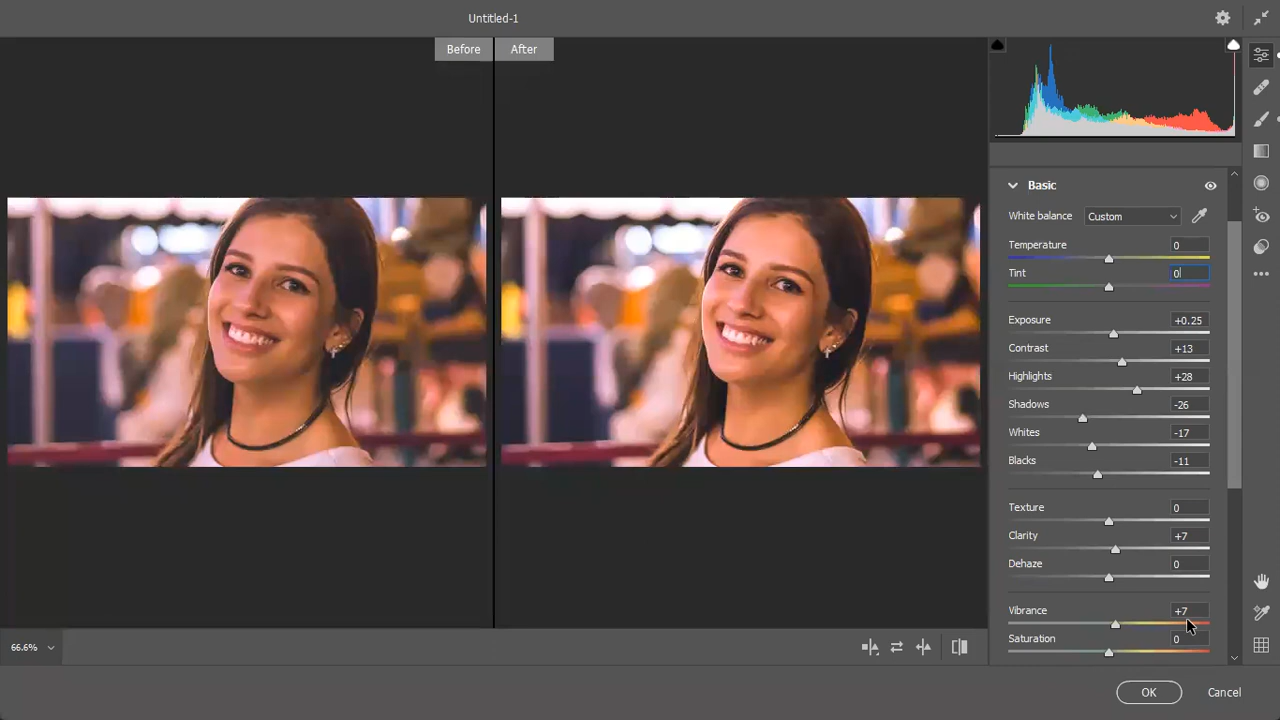 Untitled-1
Before After
Basic
White balance Custom
Temperature 0
Tint 0
Exposure +0.25
Contrast +13
Highlights +28
Shadows -26
Whites -17
Blacks -11
Texture 0
Clarity +7
Dehaze 0
Vibrance +7
Saturation 0
66.6%
OK Cancel